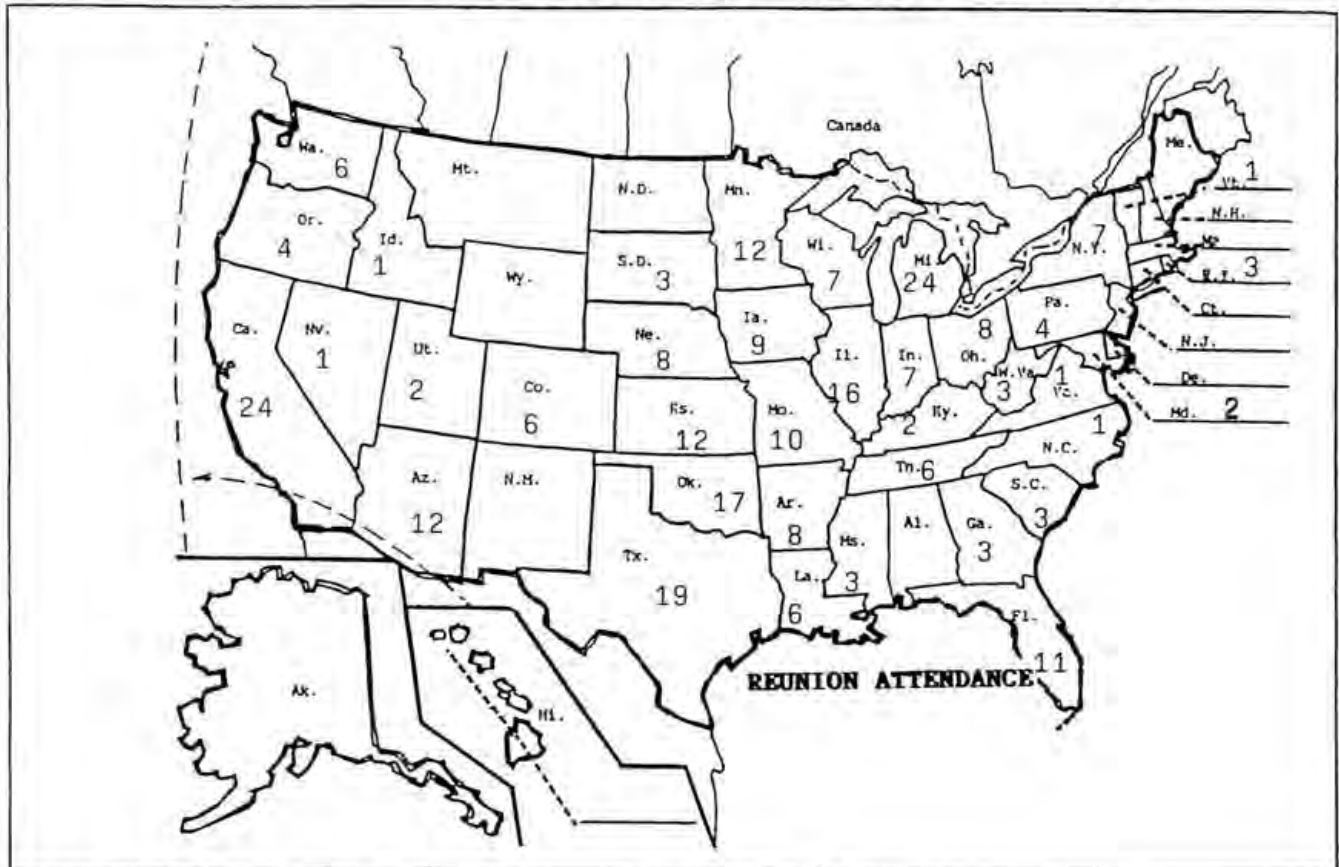 Canada
Wa.
6
Mt.
N.D.
Mn.
12
Me.
Vt. 1
N.H.
Ma
R.I. 3
Ct.
N.J.
De.
Md. 2
Or.
4
Id.
1
Wy.
S.D.
3
Wi.
7
Mi.
24
7
N.Y.
Pa.
4
Ca.
24
Nv.
1
Ut.
2
Co.
6
Ne.
8
Ia.
9
Il.
16
In.
7
8
Oh.
W.Va
3
1
Va.
Ks.
12
Mo.
10
Ky.
2
1
N.C.
Tn. 6
S.C.
3
Az.
12
N.M.
Ok.
17
Ar.
8
Ms.
3
Al.
Ga.
3
Tx.
19
La.
6
Fl.
11
REUNION ATTENDANCE
Ak.
Hi.